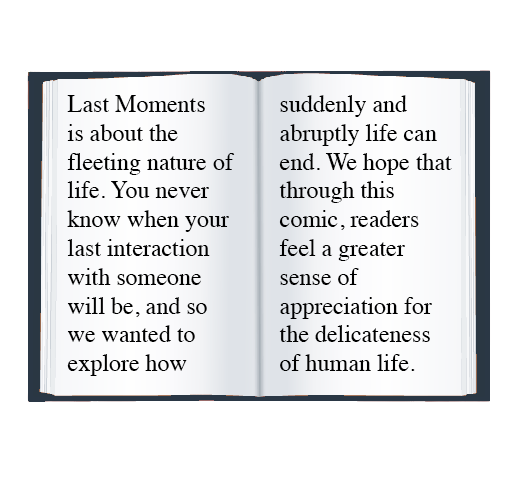 Last Moments
is about the
fleeting nature of
life. You never
know when your
last interaction
with someone
will be, and so
we wanted to
explore how
suddenly and
abruptly life can
end. We hope that
through this
comic, readers
feel a greater
sense of
appreciation for
the delicateness
of human life.